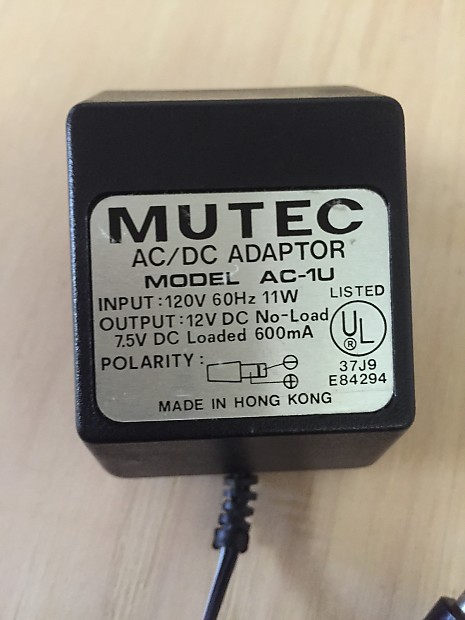 MUTEC
AC/DC ADAPTOR
MODEL AC-1U
INPUT:120V 60Hz 11W
OUTPUT:12V DC No-Load
7.5V DC Loaded 600mA
POLARITY: ⊖
⊕
LISTED
UL
®
37J9
E84294
MADE IN HONG KONG